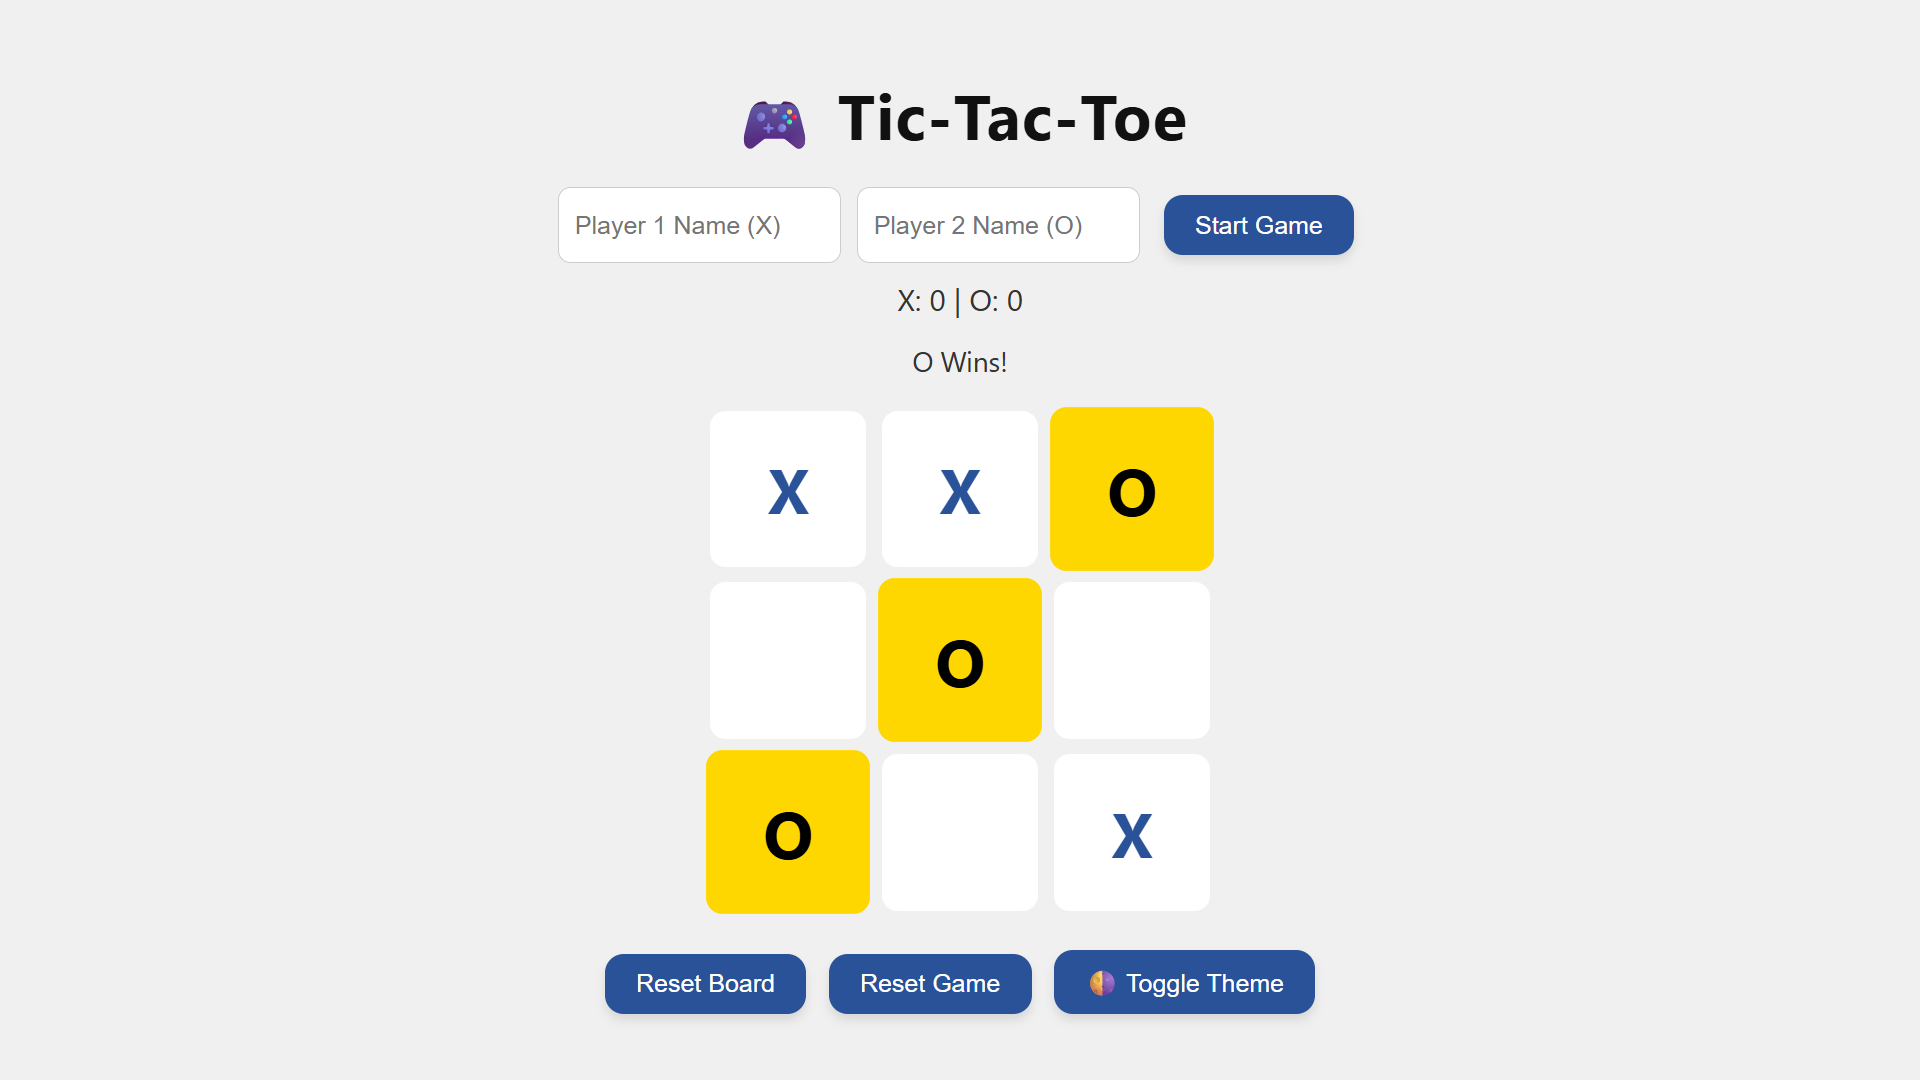 Tic-Tac-Toe
Player 1 Name (X) Player 2 Name (O) Start Game
X: 0 | O: 0
O Wins!
X X O
O
O X
Reset Board Reset Game Toggle Theme